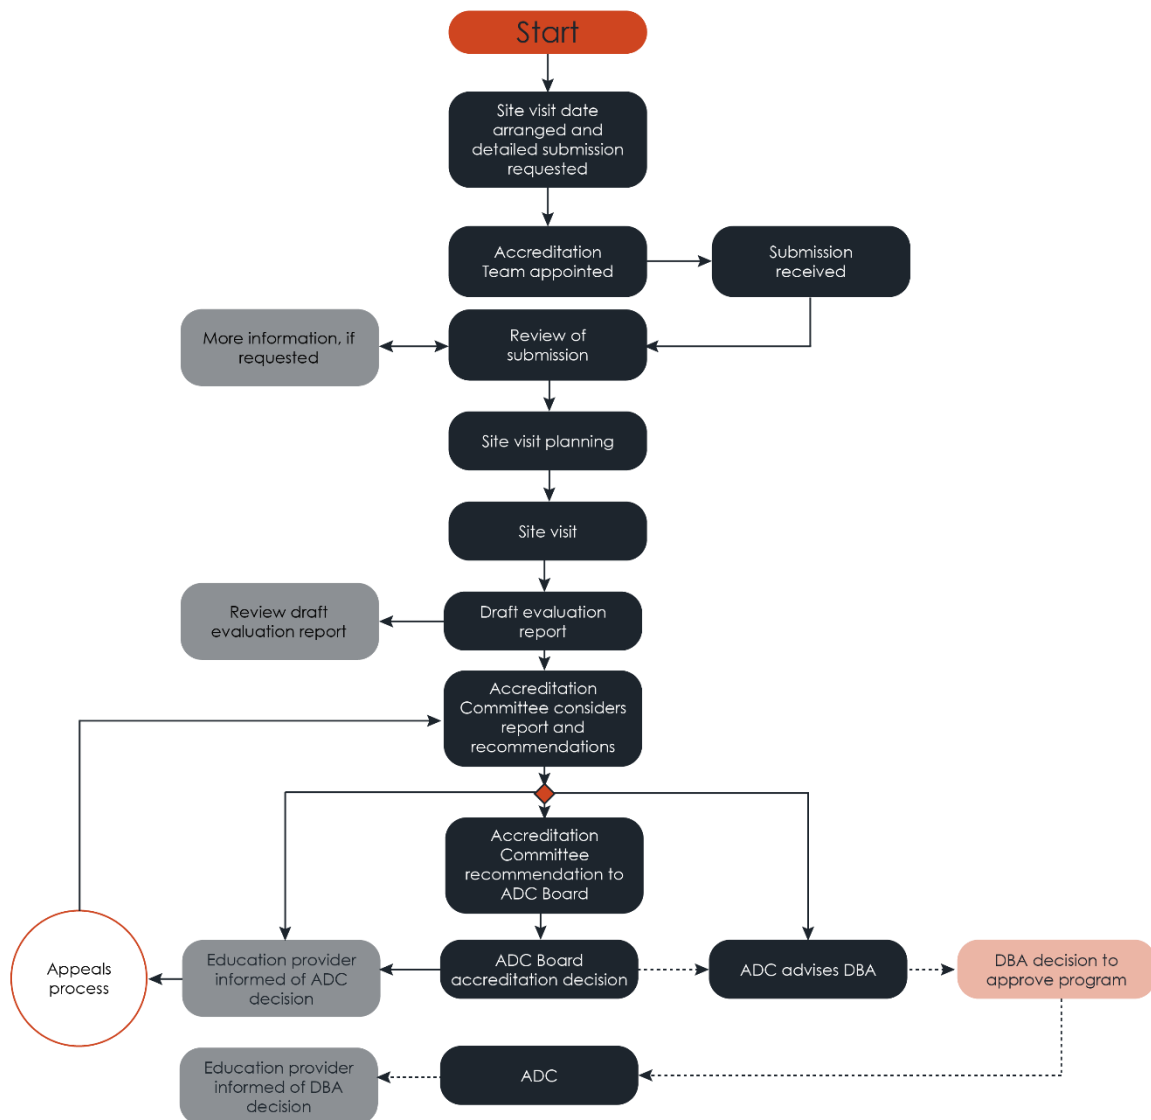 Start
Site visit date
arranged and
detailed submission
requested
Accreditation
Team appointed
Submission
received
More information, if
requested
Review of
submission
Site visit planning
Site visit
Review draft
evaluation report
Draft evaluation
report
Accreditation
Committee considers
report and
recommendations
Accreditation
Committee
recommendation to
ADC Board
Appeals
process
Education provider
informed of ADC
decision
ADC Board
accreditation decision
ADC advises DBA
DBA decision to
approve program
Education provider
informed of DBA
decision
ADC